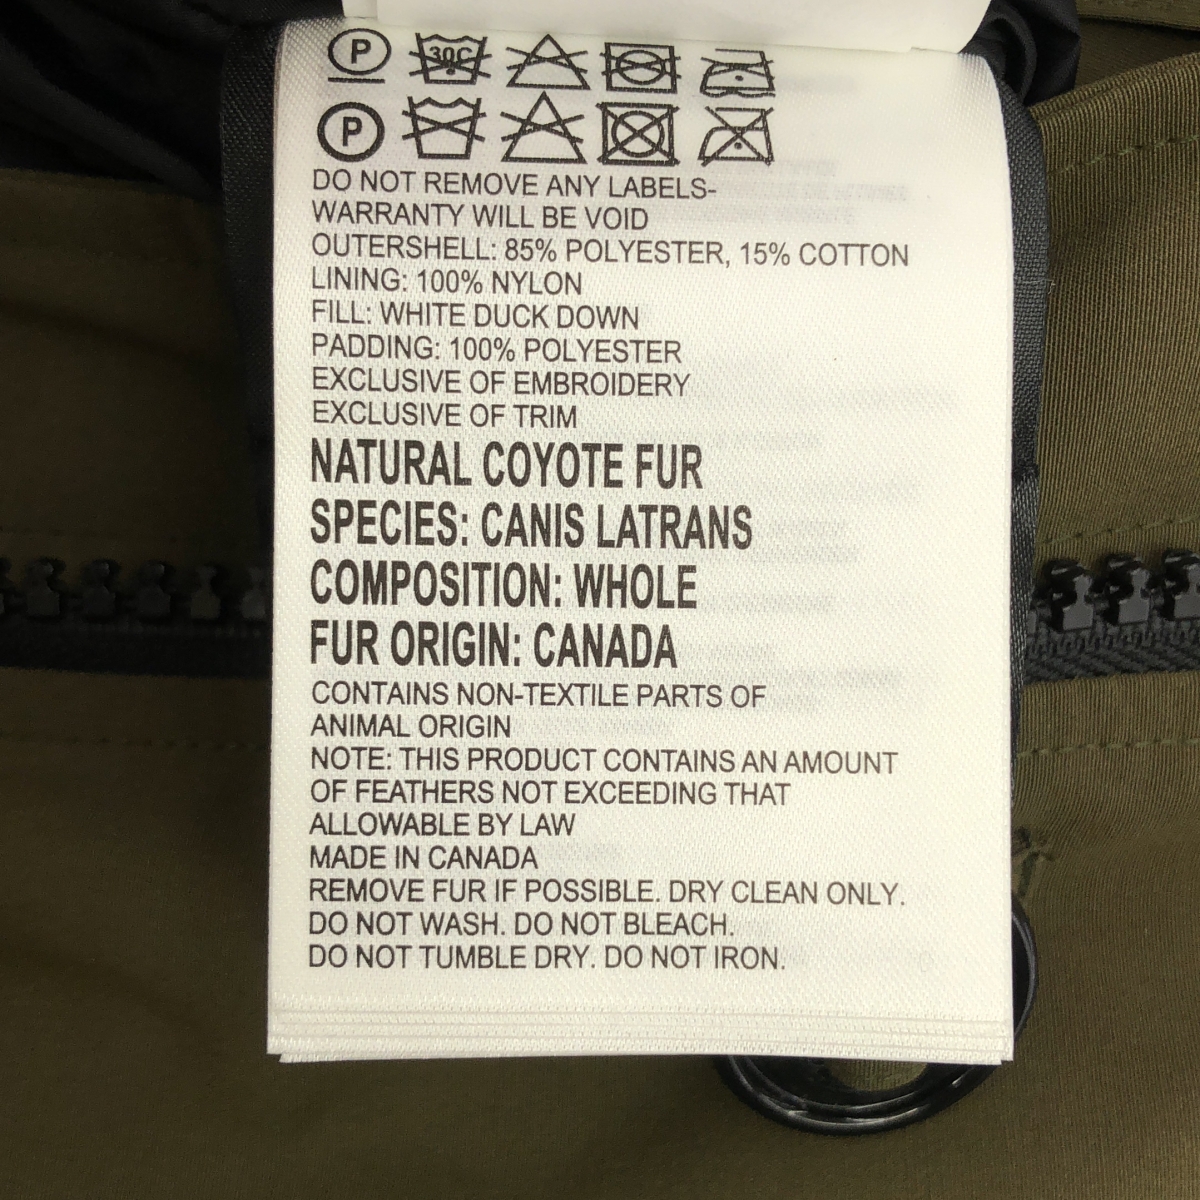 P 30C
P
DO NOT REMOVE ANY LABELS-
WARRANTY WILL BE VOID
OUTERSHELL: 85% POLYESTER, 15% COTTON
LINING: 100% NYLON
FILL: WHITE DUCK DOWN
PADDING: 100% POLYESTER
EXCLUSIVE OF EMBROIDERY
EXCLUSIVE OF TRIM
NATURAL COYOTE FUR
SPECIES: CANIS LATRANS
COMPOSITION: WHOLE
FUR ORIGIN: CANADA
CONTAINS NON-TEXTILE PARTS OF
ANIMAL ORIGIN
NOTE: THIS PRODUCT CONTAINS AN AMOUNT
OF FEATHERS NOT EXCEEDING THAT
ALLOWABLE BY LAW
MADE IN CANADA
REMOVE FUR IF POSSIBLE. DRY CLEAN ONLY.
DO NOT WASH. DO NOT BLEACH.
DO NOT TUMBLE DRY. DO NOT IRON.